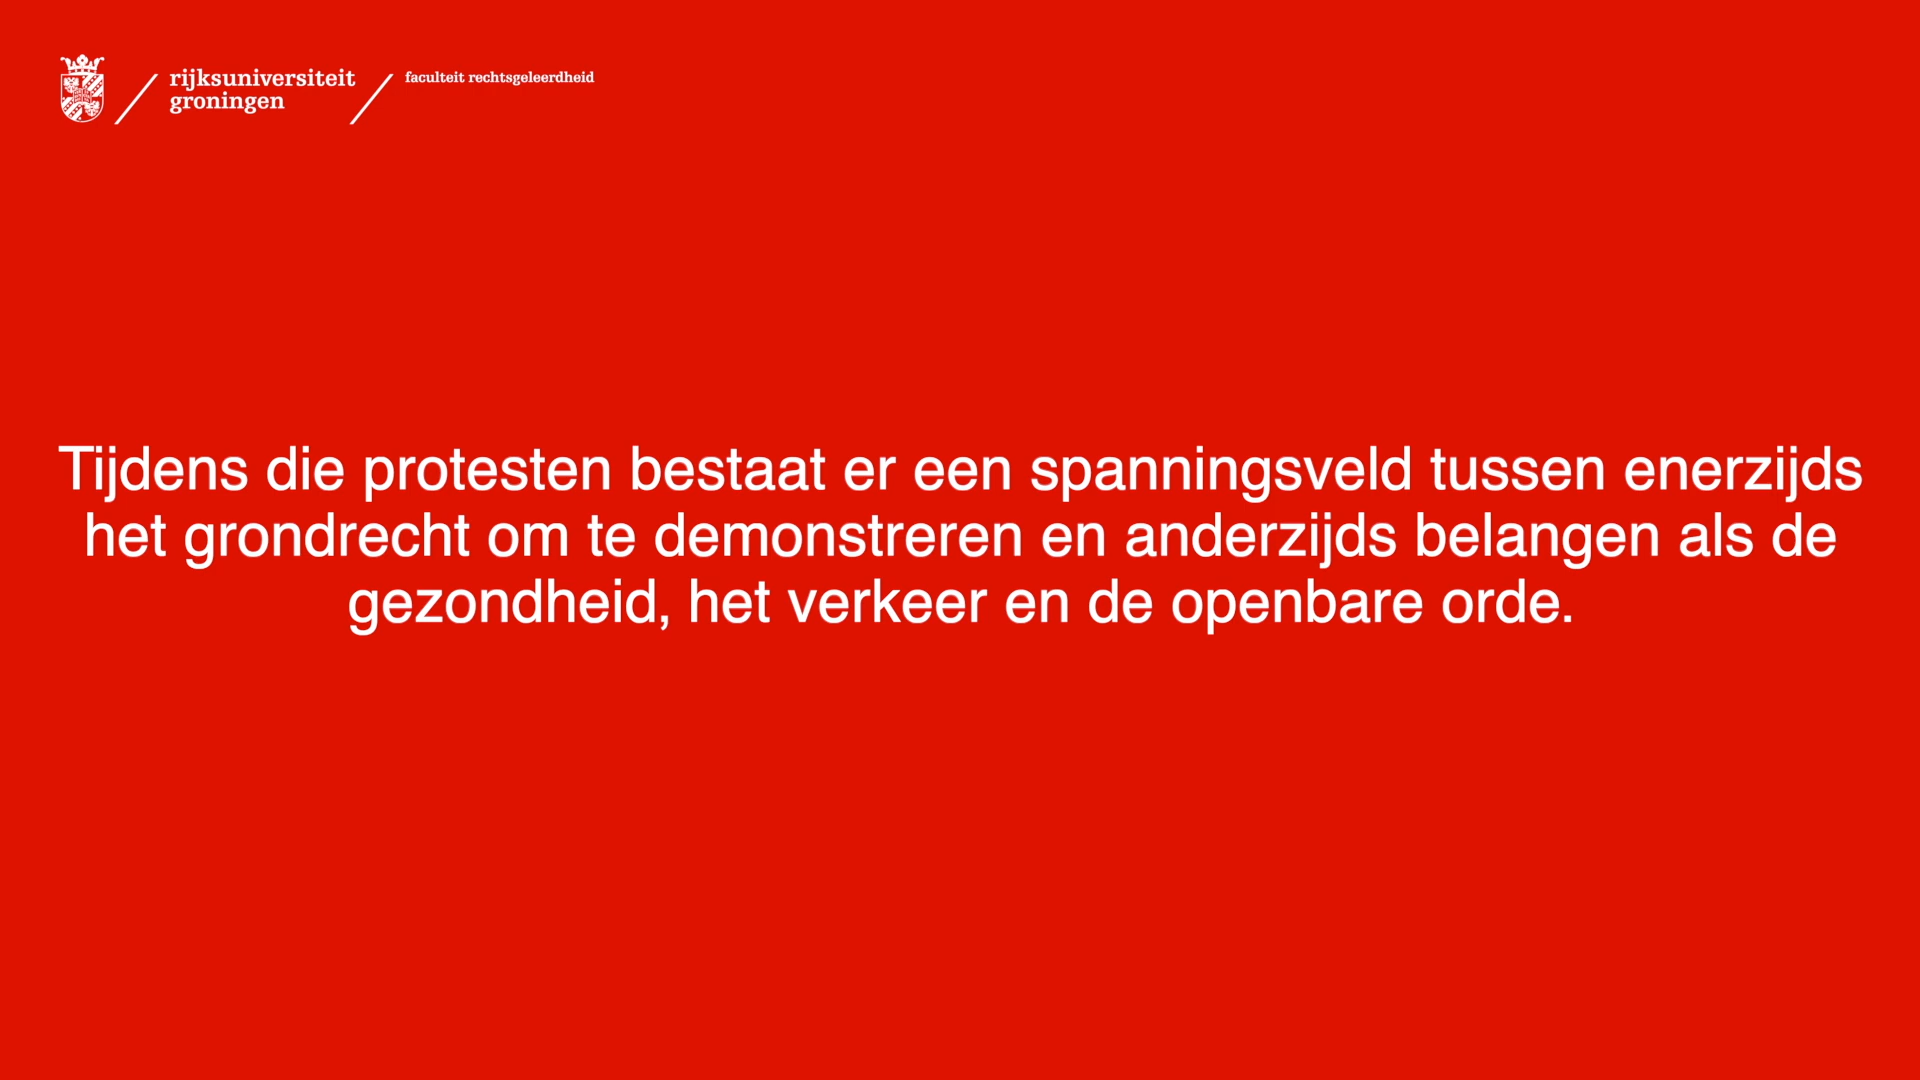 rijksuniversiteit
groningen
faculteit rechtsgeleerdheid
Tijdens die protesten bestaat er een spanningsveld tussen enerzijds
het grondrecht om te demonstreren en anderzijds belangen als de
gezondheid, het verkeer en de openbare orde.